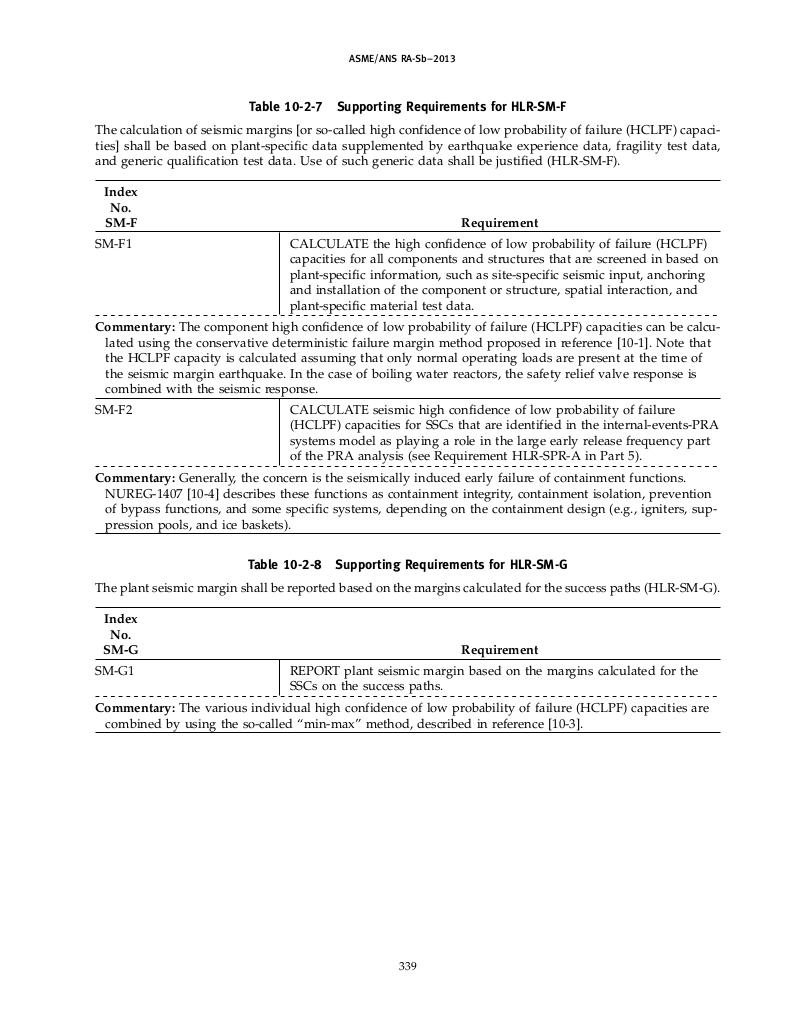 ASME/ANS RA-Sb–2013
Table 10-2-7 Supporting Requirements for HLR-SM-F
The calculation of seismic margins [or so-called high confidence of low probability of failure (HCLPF) capaci-
ties] shall be based on plant-specific data supplemented by earthquake experience data, fragility test data,
and generic qualification test data. Use of such generic data shall be justified (HLR-SM-F).
Index
No.
SM-F Requirement
SM-F1 CALCULATE the high confidence of low probability of failure (HCLPF)
capacities for all components and structures that are screened in based on
plant-specific information, such as site-specific seismic input, anchoring
and installation of the component or structure, spatial interaction, and
plant-specific material test data.
Commentary: The component high confidence of low probability of failure (HCLPF) capacities can be calcu-
lated using the conservative deterministic failure margin method proposed in reference [10-1]. Note that
the HCLPF capacity is calculated assuming that only normal operating loads are present at the time of
the seismic margin earthquake. In the case of boiling water reactors, the safety relief valve response is
combined with the seismic response.
SM-F2 CALCULATE seismic high confidence of low probability of failure
(HCLPF) capacities for SSCs that are identified in the internal-events-PRA
systems model as playing a role in the large early release frequency part
of the PRA analysis (see Requirement HLR-SPR-A in Part 5).
Commentary: Generally, the concern is the seismically induced early failure of containment functions.
NUREG-1407 [10-4] describes these functions as containment integrity, containment isolation, prevention
of bypass functions, and some specific systems, depending on the containment design (e.g., igniters, sup-
pression pools, and ice baskets).
Table 10-2-8 Supporting Requirements for HLR-SM-G
The plant seismic margin shall be reported based on the margins calculated for the success paths (HLR-SM-G).
Index
No.
SM-G Requirement
SM-G1 REPORT plant seismic margin based on the margins calculated for the
SSCs on the success paths.
Commentary: The various individual high confidence of low probability of failure (HCLPF) capacities are
combined by using the so-called “min-max” method, described in reference [10-3].
339